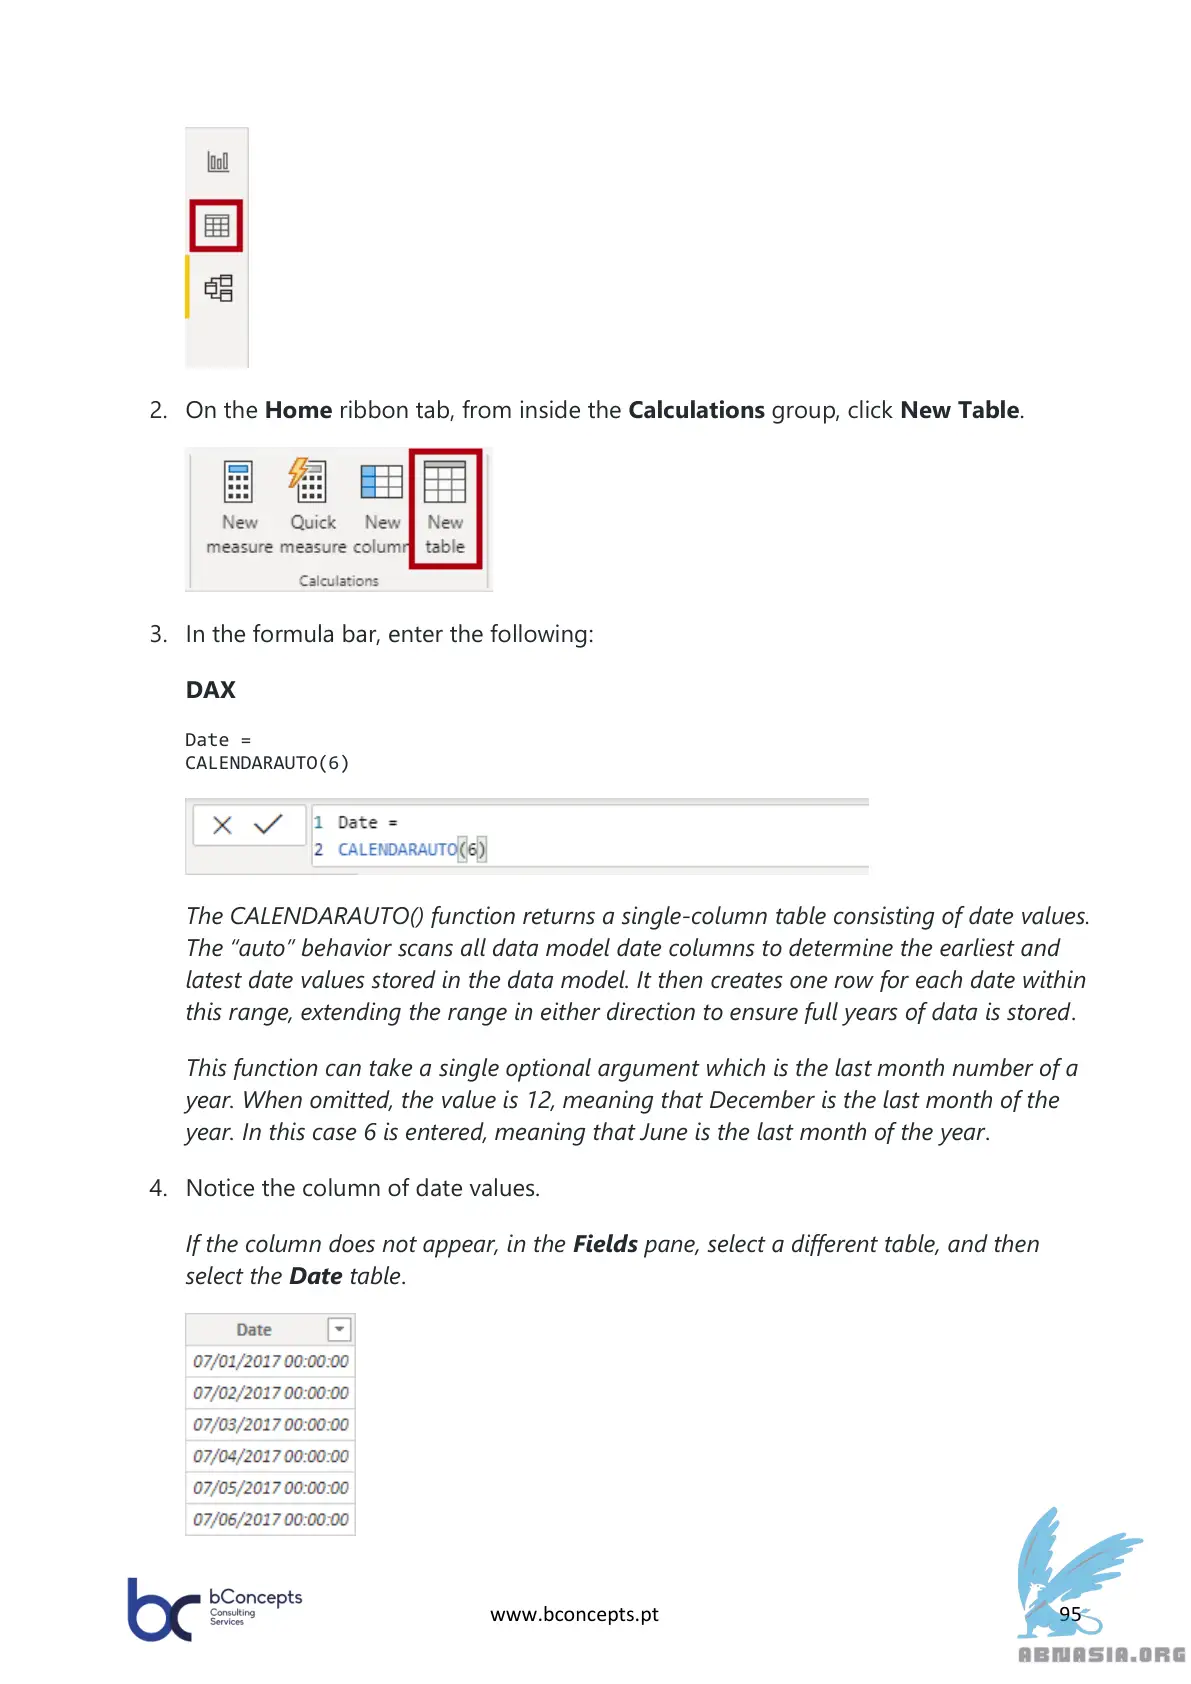 2. On the Home ribbon tab, from inside the Calculations group, click New Table.
New measure
Quick measure
New column
New table
Calculations
3. In the formula bar, enter the following:
DAX
Date =
CALENDARAUTO(6)
1 Date =
2 CALENDARAUTO(6)
The CALENDARAUTO() function returns a single-column table consisting of date values.
The “auto” behavior scans all data model date columns to determine the earliest and
latest date values stored in the data model. It then creates one row for each date within
this range, extending the range in either direction to ensure full years of data is stored.
This function can take a single optional argument which is the last month number of a
year. When omitted, the value is 12, meaning that December is the last month of the
year. In this case 6 is entered, meaning that June is the last month of the year.
4. Notice the column of date values.
If the column does not appear, in the Fields pane, select a different table, and then
select the Date table.
Date
07/01/2017 00:00:00
07/02/2017 00:00:00
07/03/2017 00:00:00
07/04/2017 00:00:00
07/05/2017 00:00:00
07/06/2017 00:00:00
bc bConcepts
Consulting
Services
www.bconcepts.pt
95
ABNASIA.ORG